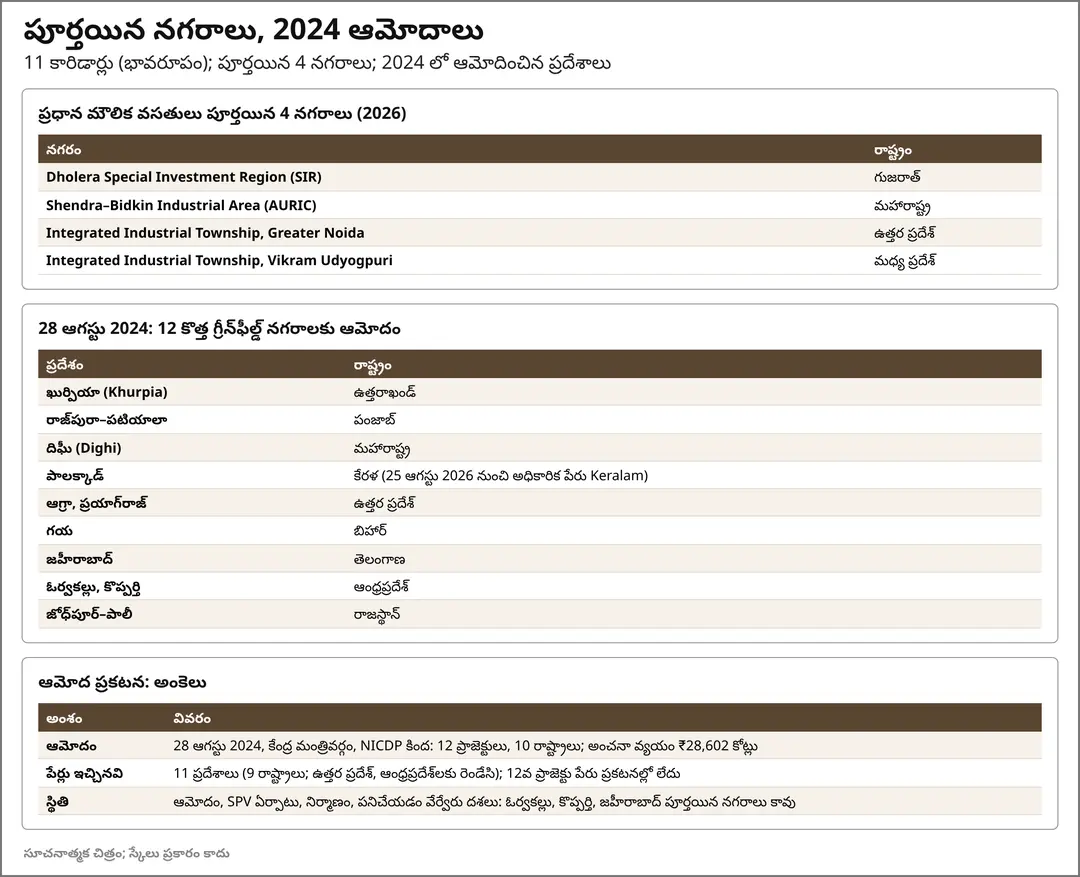 పూర్తయిన నగరాలు, 2024 ఆమోదాలు
11 కారిడార్లు (భావరూపం); పూర్తయిన 4 నగరాలు; 2024 లో ఆమోదించిన ప్రదేశాలు
ప్రధాన మౌలిక వసతులు పూర్తయిన 4 నగరాలు (2026)
నగరం రాష్ట్రం
Dholera Special Investment Region (SIR) గుజరాత్
Shendra–Bidkin Industrial Area (AURIC) మహారాష్ట్ర
Integrated Industrial Township, Greater Noida ఉత్తర ప్రదేశ్
Integrated Industrial Township, Vikram Udyogpuri మధ్య ప్రదేశ్
28 ఆగస్టు 2024: 12 కొత్త గ్రీన్‌ఫీల్డ్ నగరాలకు ఆమోదం
ప్రదేశం రాష్ట్రం
ఖుర్పియా (Khurpia) ఉత్తరాఖండ్
రాజ్‌పురా–పటియాలా పంజాబ్
దిఘీ (Dighi) మహారాష్ట్ర
పాలక్కాడ్ కేరళ (25 ఆగస్టు 2026 నుంచి అధికారిక పేరు Keralam)
ఆగ్రా, ప్రయాగ్‌రాజ్ ఉత్తర ప్రదేశ్
గయ బిహార్
జహీరాబాద్ తెలంగాణ
ఓర్వకల్లు, కొప్పర్తి ఆంధ్రప్రదేశ్
జోధ్‌పూర్–పాలీ రాజస్థాన్
ఆమోద ప్రకటన: అంకెలు
అంశం వివరం
ఆమోదం 28 ఆగస్టు 2024, కేంద్ర మంత్రివర్గం, NICDP కింద: 12 ప్రాజెక్టులు, 10 రాష్ట్రాలు; అంచనా వ్యయం ₹28,602 కోట్లు
పేర్లు ఇచ్చినవి 11 ప్రదేశాలు (9 రాష్ట్రాలు; ఉత్తర ప్రదేశ్, ఆంధ్రప్రదేశ్‌లకు రెండేసి); 12వ ప్రాజెక్టు పేరు ప్రకటనల్లో లేదు
స్థితి ఆమోదం, SPV ఏర్పాటు, నిర్మాణం, పనిచేయడం వేర్వేరు దశలు: ఓర్వకల్లు, కొప్పర్తి, జహీరాబాద్ పూర్తయిన నగరాలు కావు
సూచనాత్మక చిత్రం; స్కేలు ప్రకారం కాదు